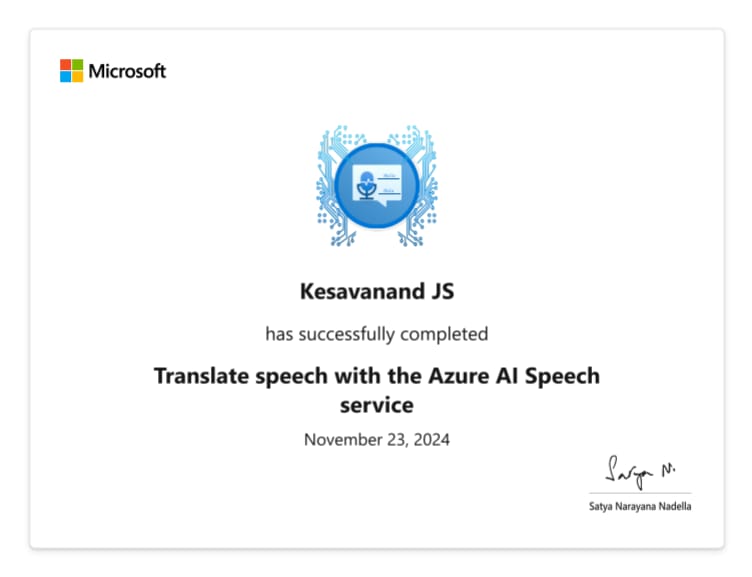 Microsoft
Kesavanand JS
has successfully completed
Translate speech with the Azure AI Speech
service
November 23, 2024
Satya N.
Satya Narayana Nadella